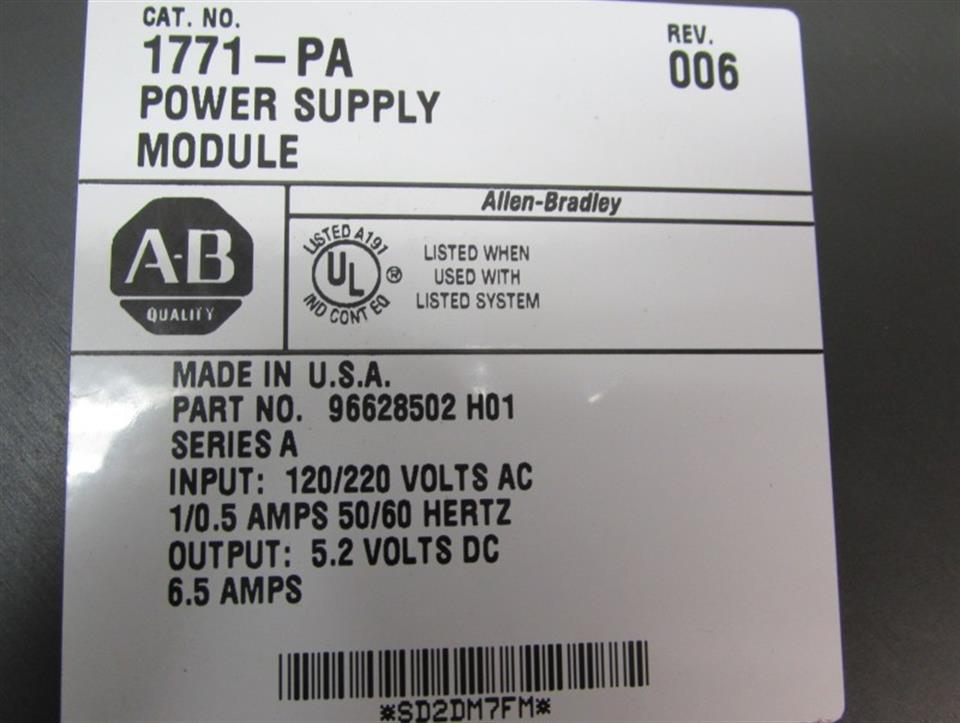 CAT. NO.
1771-PA
REV.
006
POWER SUPPLY
MODULE
Allen-Bradley
A-B
QUALITY
LISTED A191
UL ®
IND CONT EQ
LISTED WHEN
USED WITH
LISTED SYSTEM
MADE IN U.S.A.
PART NO. 96628502 H01
SERIES A
INPUT: 120/220 VOLTS AC
1/0.5 AMPS 50/60 HERTZ
OUTPUT: 5.2 VOLTS DC
6.5 AMPS
*SD2DM7FM*